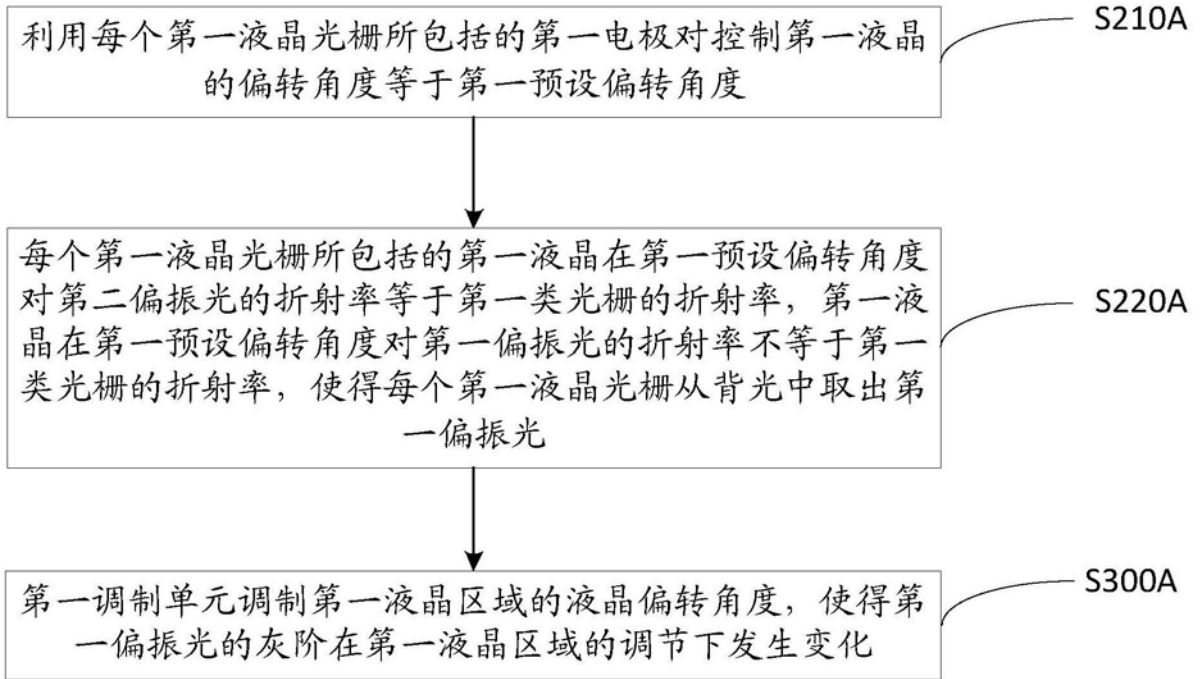 利用每个第一液晶光栅所包括的第一电极对控制第一液晶
的偏转角度等于第一预设偏转角度
S210A
每个第一液晶光栅所包括的第一液晶在第一预设偏转角度
对第二偏振光的折射率等于第一类光栅的折射率，第一液
晶在第一预设偏转角度对第一偏振光的折射率不等于第一
类光栅的折射率，使得每个第一液晶光栅从背光中取出第
一偏振光
S220A
第一调制单元调制第一液晶区域的液晶偏转角度，使得第
一偏振光的灰阶在第一液晶区域的调节下发生变化
S300A